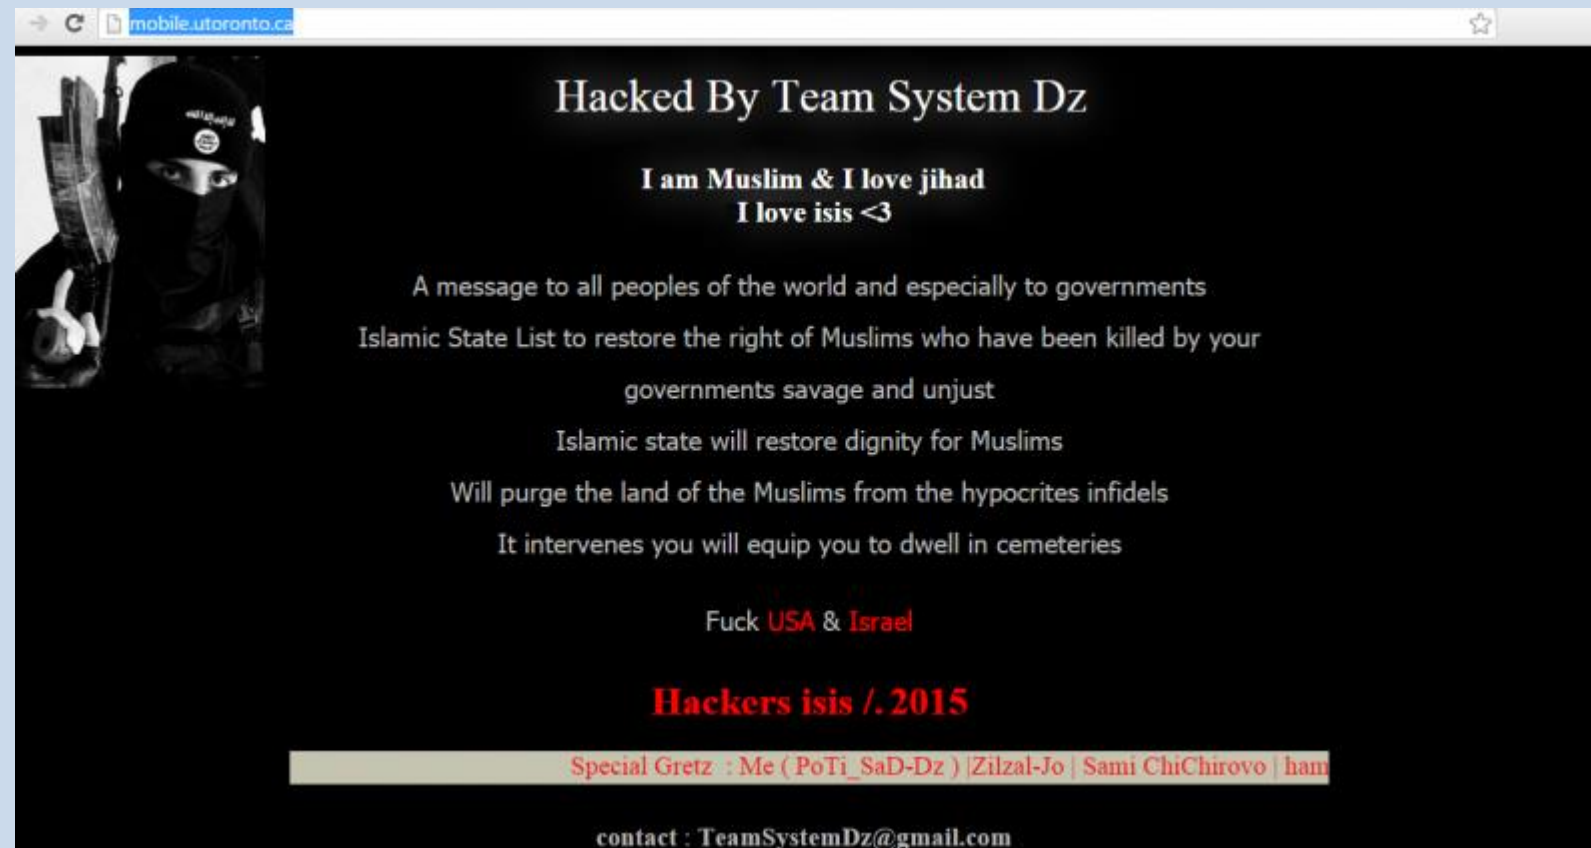 mobile.utoronto.ca
Hacked By Team System Dz
I am Muslim & I love jihad
I love isis <3
A message to all peoples of the world and especially to governments
Islamic State List to restore the right of Muslims who have been killed by your
governments savage and unjust
Islamic state will restore dignity for Muslims
Will purge the land of the Muslims from the hypocrites infidels
It intervenes you will equip you to dwell in cemeteries
Fuck USA & Israel
Hackers isis /. 2015
Special Gretz : Me ( PoTi_SaD-Dz ) |Zilzal-Jo | Sami ChiChirovo | ham
contact : TeamSystemDz@gmail.com